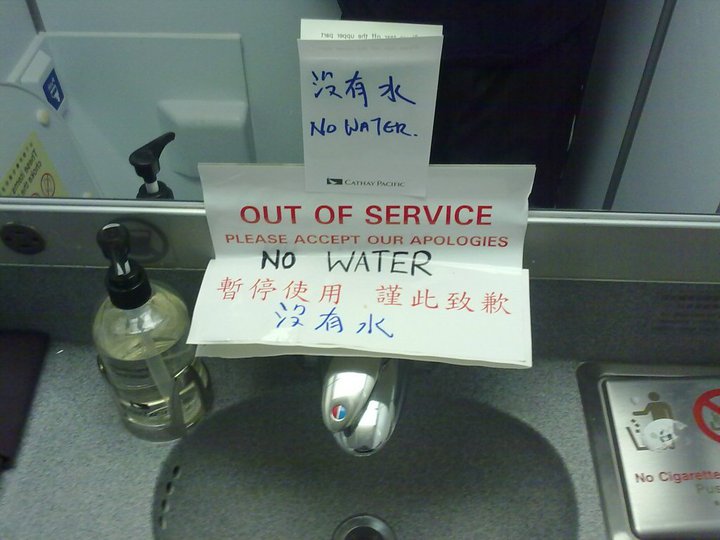 沒有水
NO WATER.
CATHAY PACIFIC
OUT OF SERVICE
PLEASE ACCEPT OUR APOLOGIES
NO WATER
暫停使用 謹此致歉
沒有水
No Cigarette